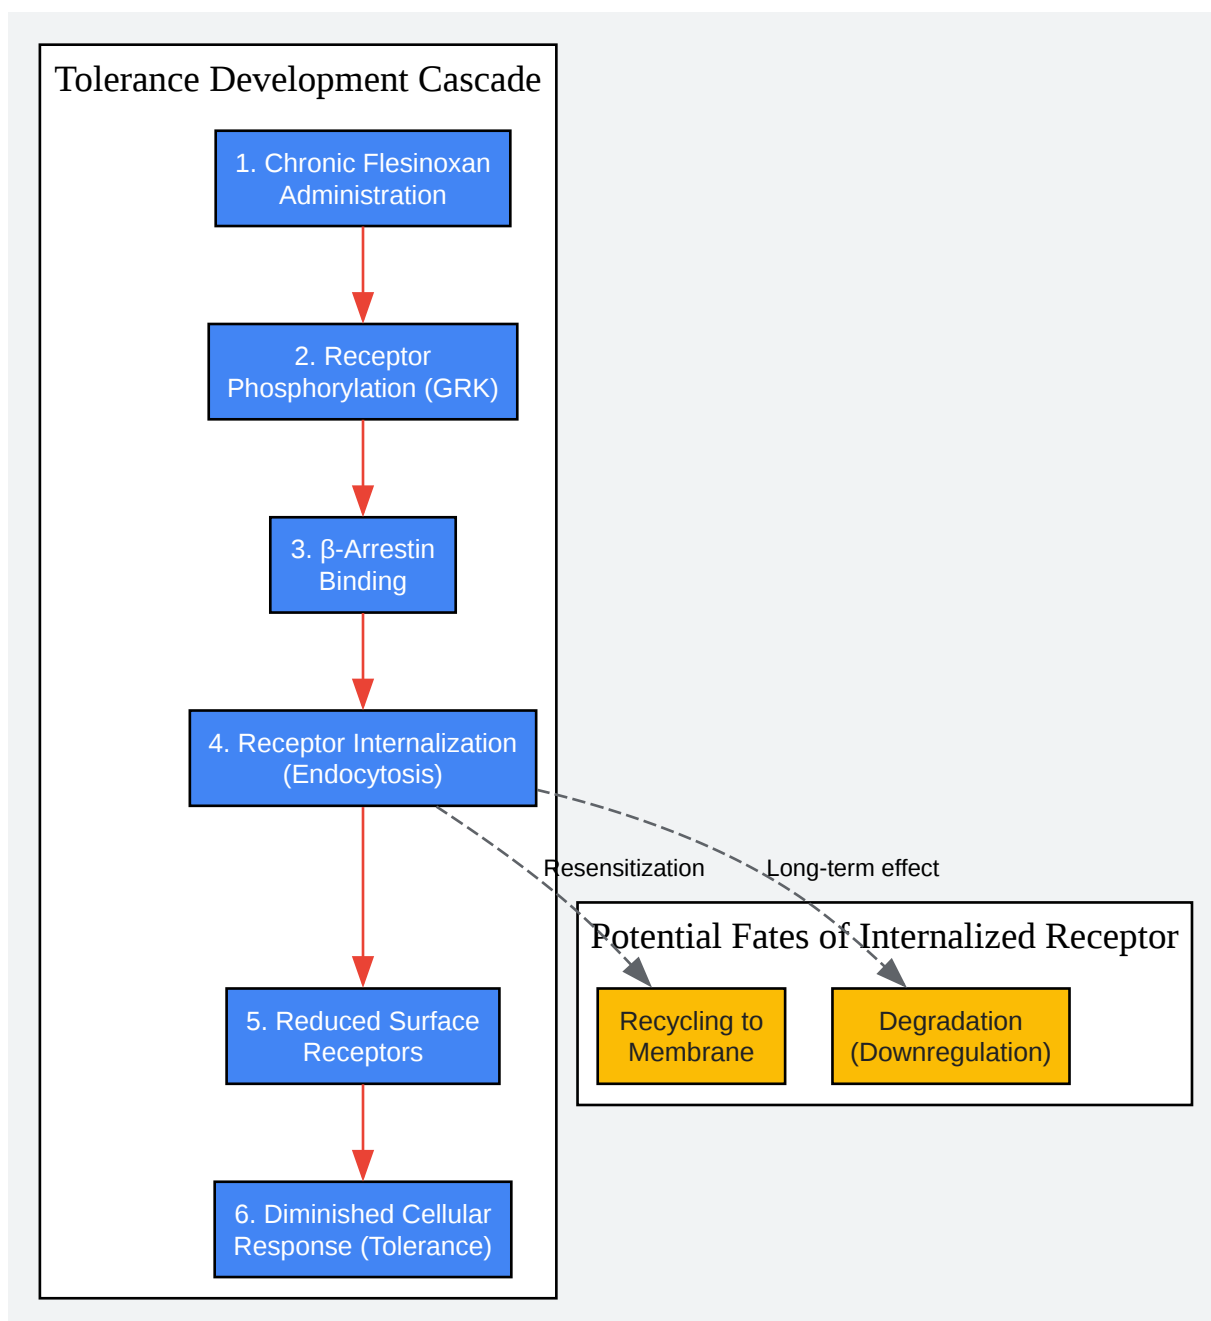 Tolerance Development Cascade
1. Chronic Flesinoxan
Administration
2. Receptor
Phosphorylation (GRK)
3. β-Arrestin
Binding
4. Receptor Internalization
(Endocytosis)
Resensitization
Long-term effect
Potential Fates of Internalized Receptor
5. Reduced Surface
Receptors
Recycling to
Membrane
Degradation
(Downregulation)
6. Diminished Cellular
Response (Tolerance)